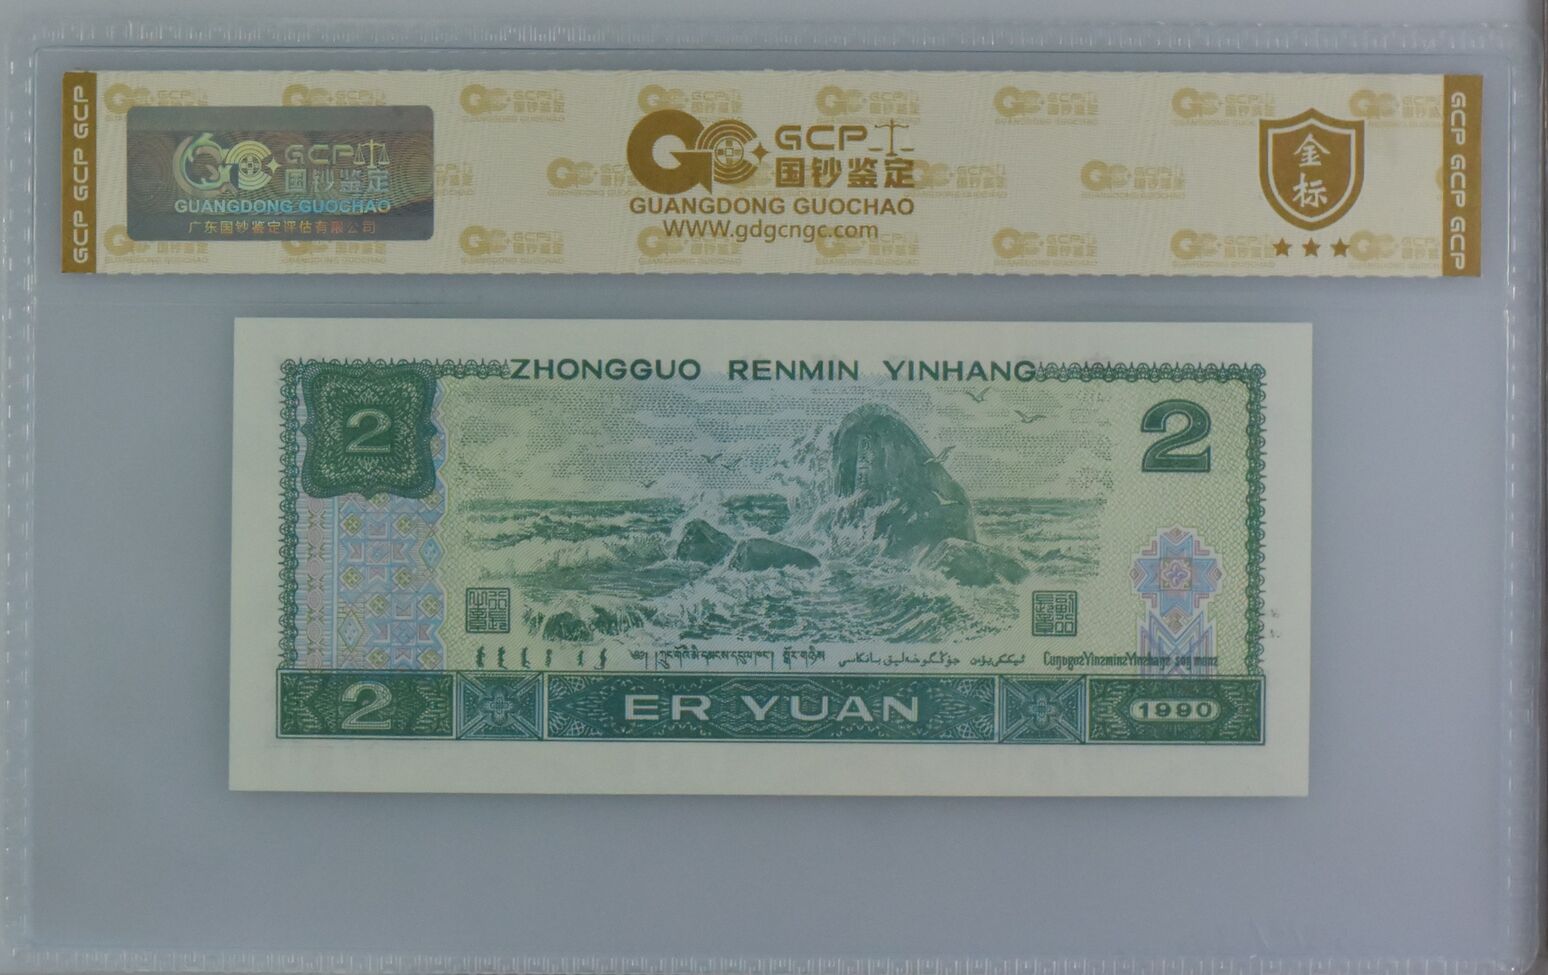 GCP GCP GCP
GCP
国钞鉴定
GUANGDONG GUOCHAO
广东国钞鉴定评估有限公司
GCP
国钞鉴定
GUANGDONG GUOCHAO
WWW.gdgcngc.com
金标
GCP GCP GCP GCP
ZHONGGUO RENMIN YINHANG
2
2
2 ER YUAN 1990